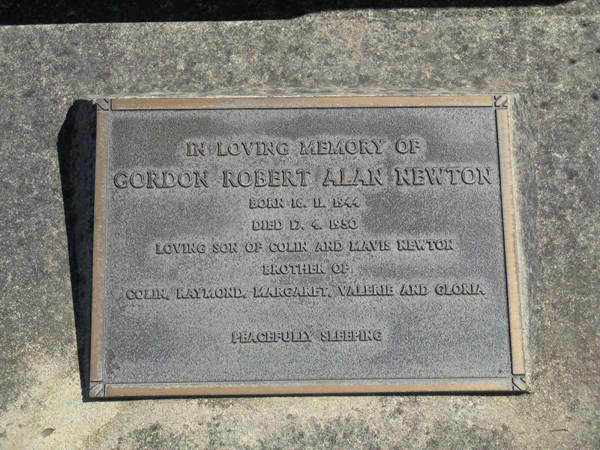 IN LOVING MEMORY OF
GORDON ROBERT ALAN NEWTON
BORN 16. 11. 1944
DIED 17. 4. 1950
LOVING SON OF COLIN AND MAVIS NEWTON
BROTHER OF
COLIN, RAYMOND, MARGARET, VALERIE AND GLORIA
PEACEFULLY SLEEPING